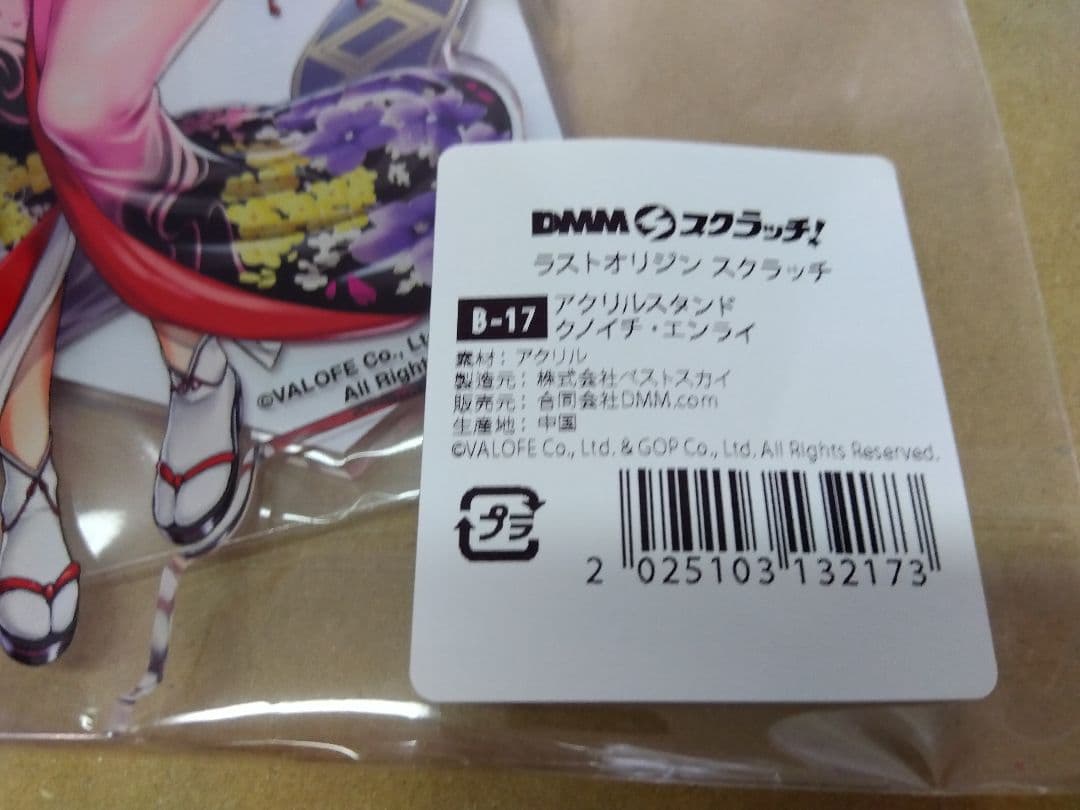 DMMスクラッチ!
ラストオリジン スクラッチ
B-17
アクリルスタンド
クノイチ・エンライ
素材：アクリル
製造元：株式会社ベストスカイ
販売元：合同会社DMM.com
生産地：中国
©VALOFE Co., Ltd. & GOP Co., Ltd. All Rights Reserved.
プラ
2 025103 132173
©VALOFE Co.,
All